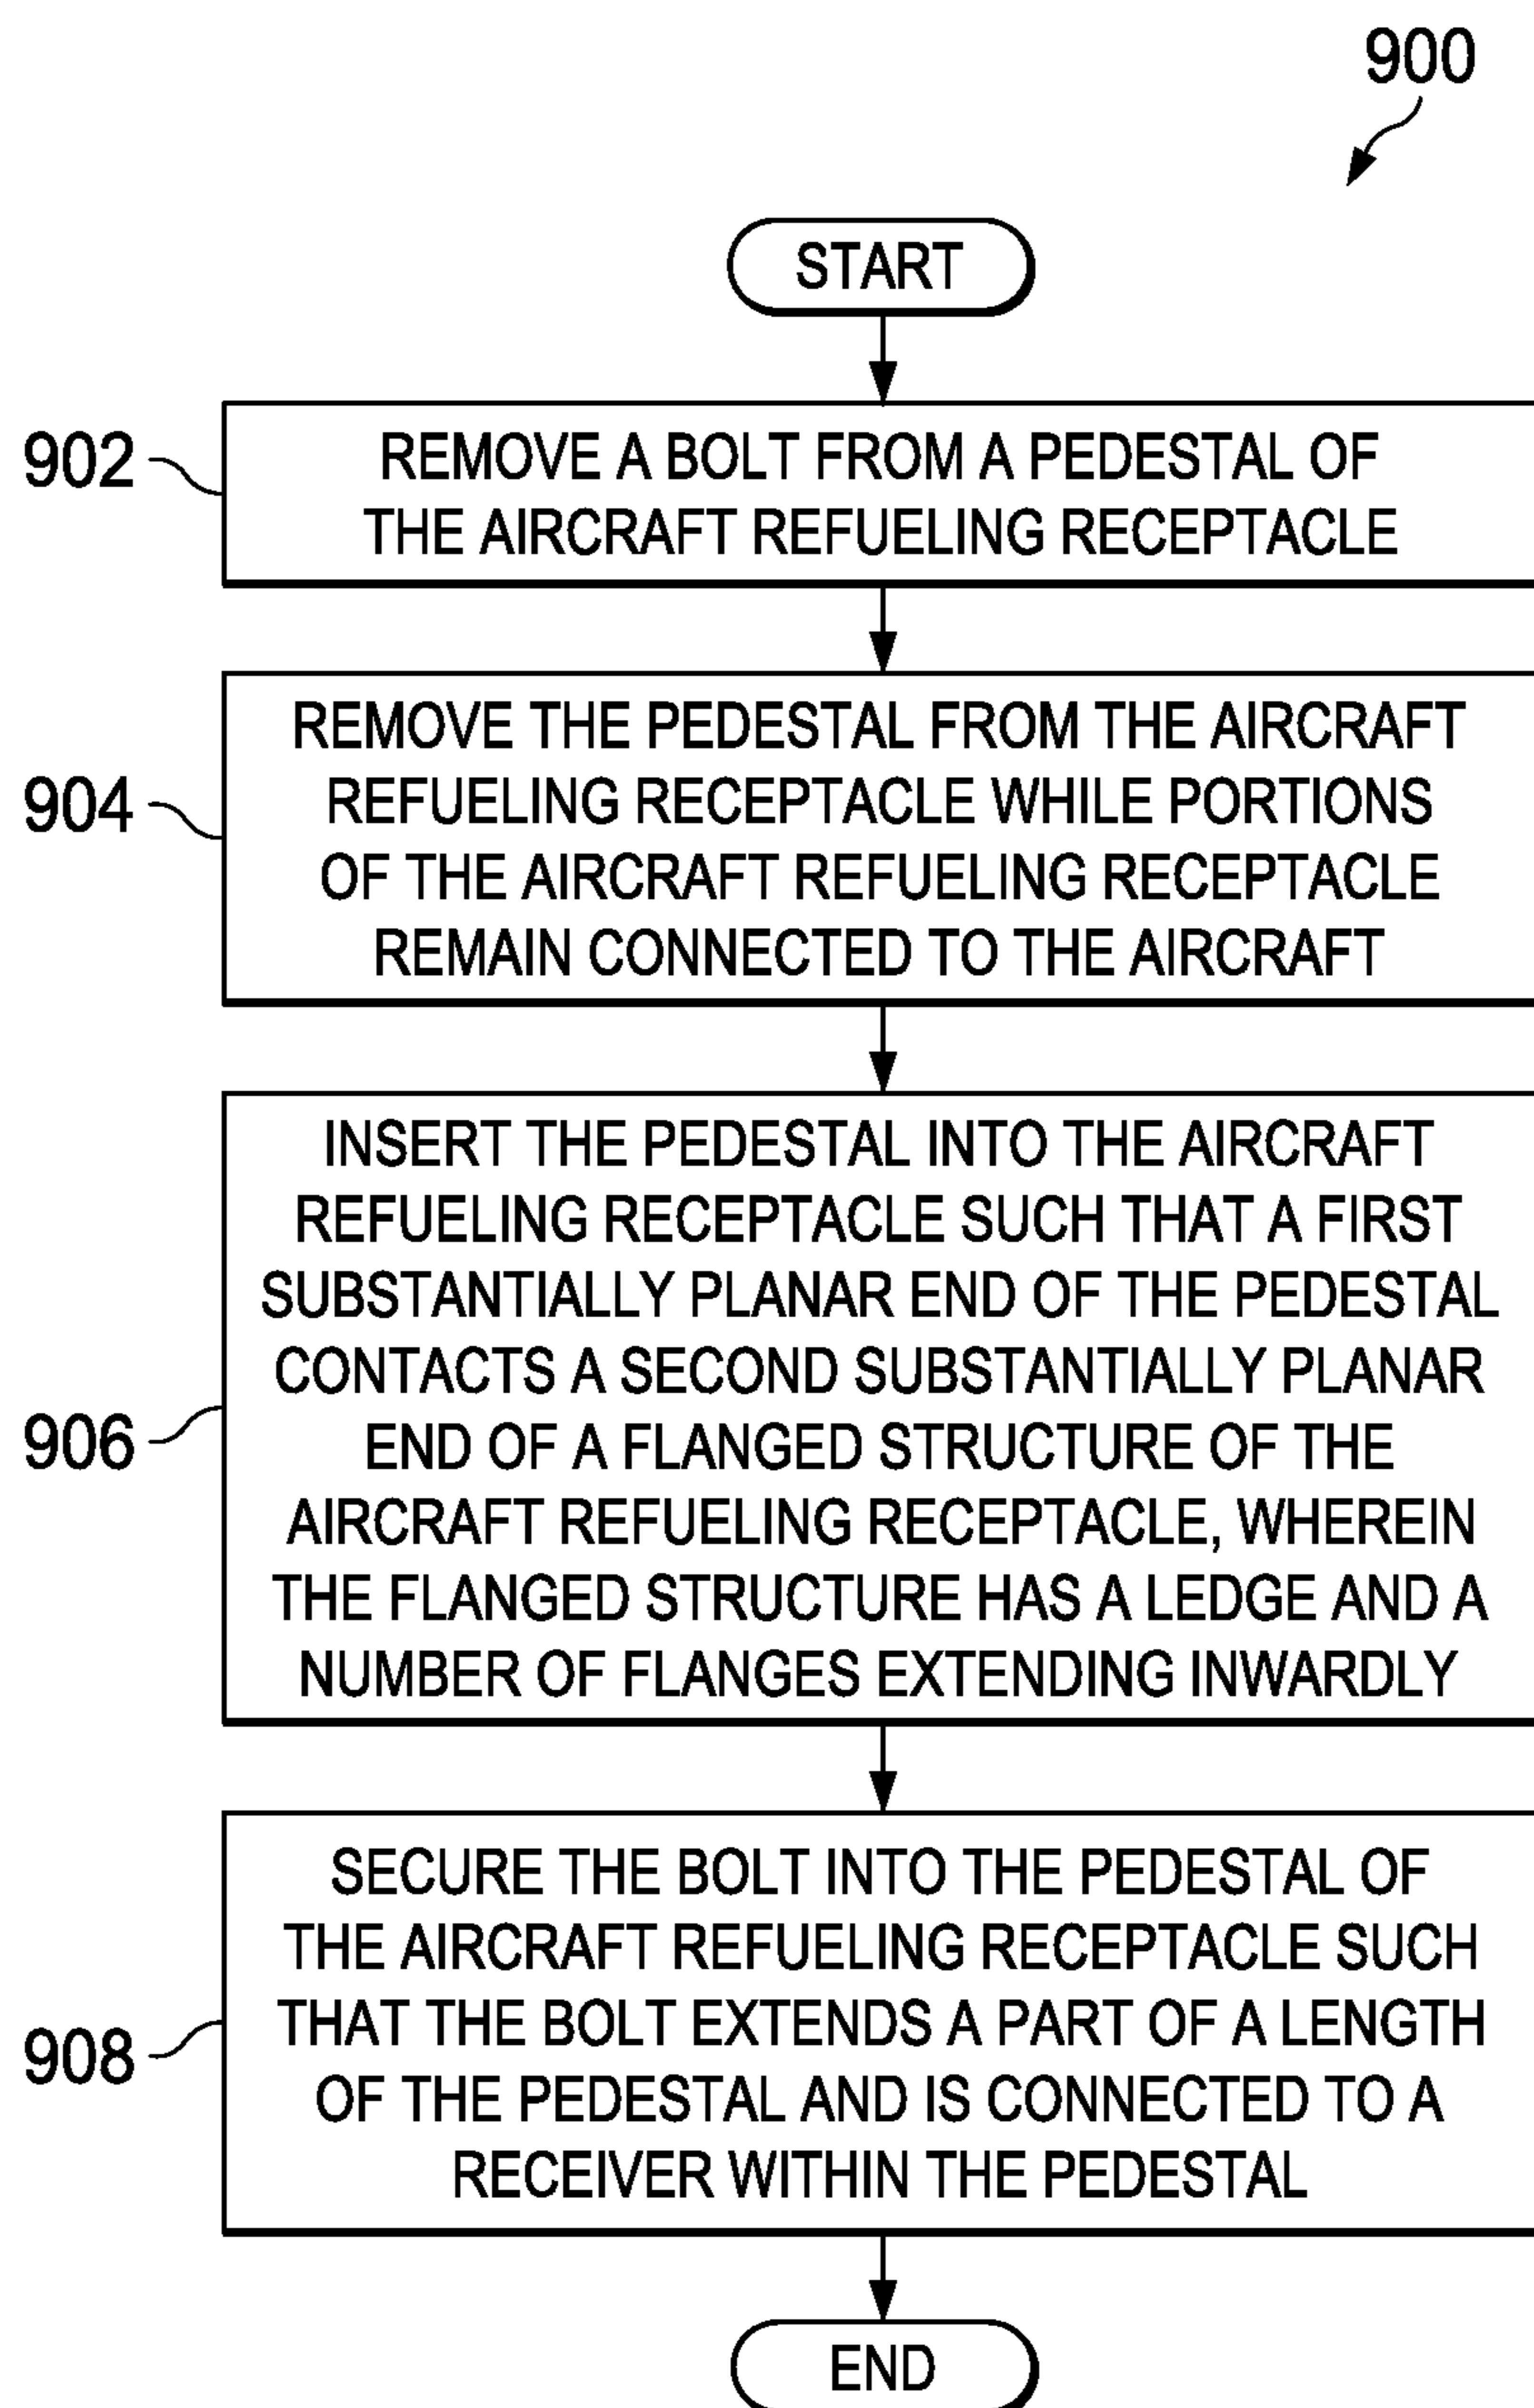 900
START
902
REMOVE A BOLT FROM A PEDESTAL OF
THE AIRCRAFT REFUELING RECEPTACLE
904
REMOVE THE PEDESTAL FROM THE AIRCRAFT
REFUELING RECEPTACLE WHILE PORTIONS
OF THE AIRCRAFT REFUELING RECEPTACLE
REMAIN CONNECTED TO THE AIRCRAFT
906
INSERT THE PEDESTAL INTO THE AIRCRAFT
REFUELING RECEPTACLE SUCH THAT A FIRST
SUBSTANTIALLY PLANAR END OF THE PEDESTAL
CONTACTS A SECOND SUBSTANTIALLY PLANAR
END OF A FLANGED STRUCTURE OF THE
AIRCRAFT REFUELING RECEPTACLE, WHEREIN
THE FLANGED STRUCTURE HAS A LEDGE AND A
NUMBER OF FLANGES EXTENDING INWARDLY
908
SECURE THE BOLT INTO THE PEDESTAL OF
THE AIRCRAFT REFUELING RECEPTACLE SUCH
THAT THE BOLT EXTENDS A PART OF A LENGTH
OF THE PEDESTAL AND IS CONNECTED TO A
RECEIVER WITHIN THE PEDESTAL
END